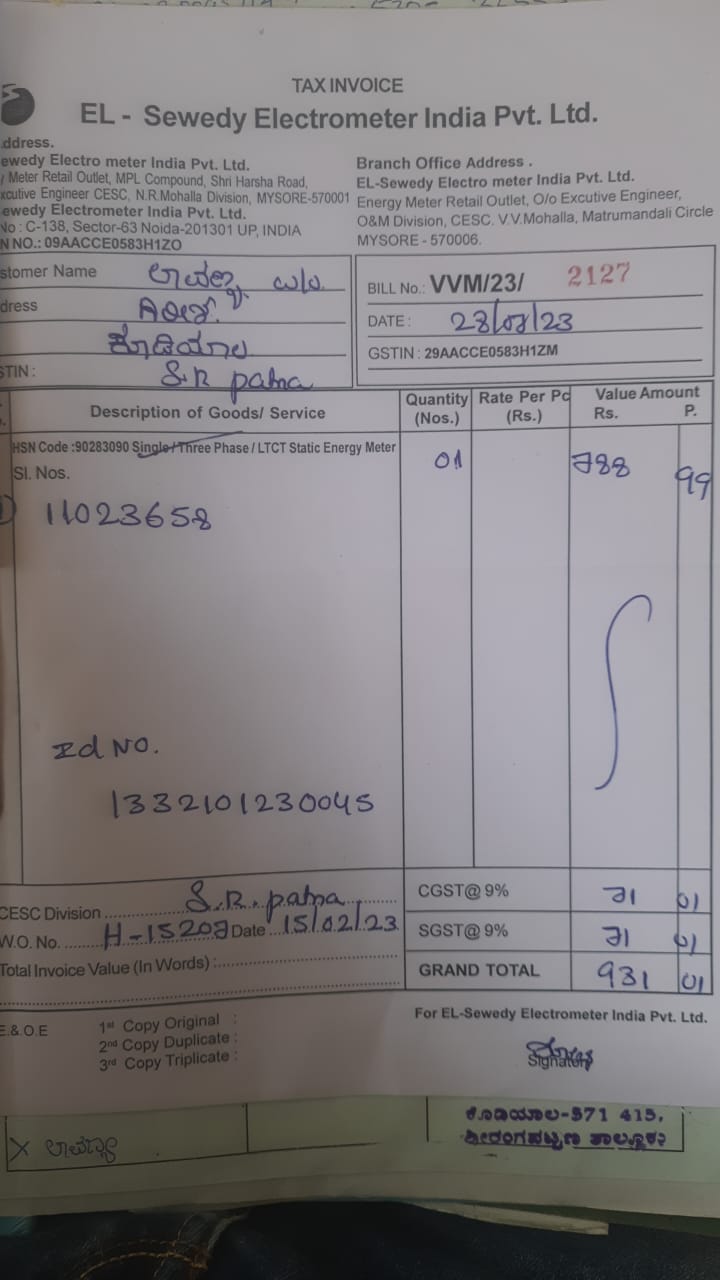 TAX INVOICE
EL - Sewedy Electrometer India Pvt. Ltd.
ddress.
ewedy Electro meter India Pvt. Ltd.
Meter Retail Outlet, MPL Compound, Shri Harsha Road,
xcutive Engineer CESC, N.R.Mohalla Division, MYSORE-570001
ewedy Electrometer India Pvt. Ltd.
No : C-138, Sector-63 Noida-201301 UP, INDIA
N NO.: 09AACCE0583H1ZO
Branch Office Address .
EL-Sewedy Electro meter India Pvt. Ltd.
Energy Meter Retail Outlet, O/o Excutive Engineer,
O&M Division, CESC. V.V.Mohalla, Matrumandali Circle
MYSORE - 570006.
stomer Name
dress
ಕೊಡಿಯಾಲ
STIN : S.R patna
BILL No.: VVM/23/ 2127
DATE : 23/08/23
GSTIN : 29AACCE0583H1ZM
Description of Goods/ Service Quantity (Nos.) Rate Per Pc (Rs.) Value Amount Rs. P.
HSN Code :90283090 Single / Three Phase / LTCT Static Energy Meter 01 788 99
Sl. Nos.
1) 11023658
Id NO.
1332101230045
CESC Division S.R. patna
W.O. No. H-15207 Date 15/02/23
Total Invoice Value (In Words) :
CGST@ 9% 71 01
SGST@ 9% 71 01
GRAND TOTAL 931 01
E.& O.E
1st Copy Original :
2nd Copy Duplicate :
3rd Copy Triplicate :
For EL-Sewedy Electrometer India Pvt. Ltd.
Signatory
ಕೊಡಿಯಾಲ-571 415,
ಶ್ರೀರಂಗಪಟ್ಟಣ ತಾಲ್ಲೂಕು
X